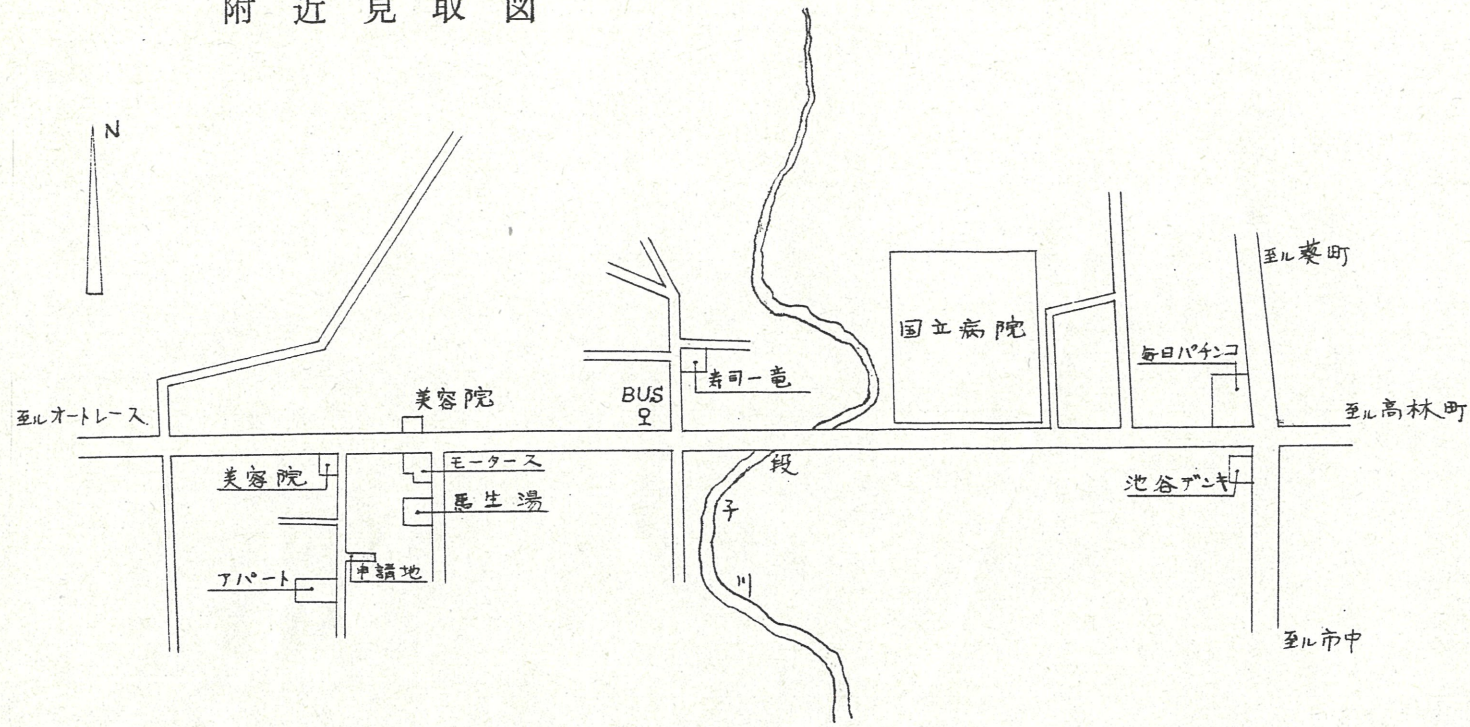 附近見取図
N
至ル葵町
国立病院
毎日パチンコ
寿司一竜
美容院
BUS
至ルオートレース
至ル高林町
美容院
モータース
段子川
池谷デンキ
馬生湯
アパート
申請地
至ル市中